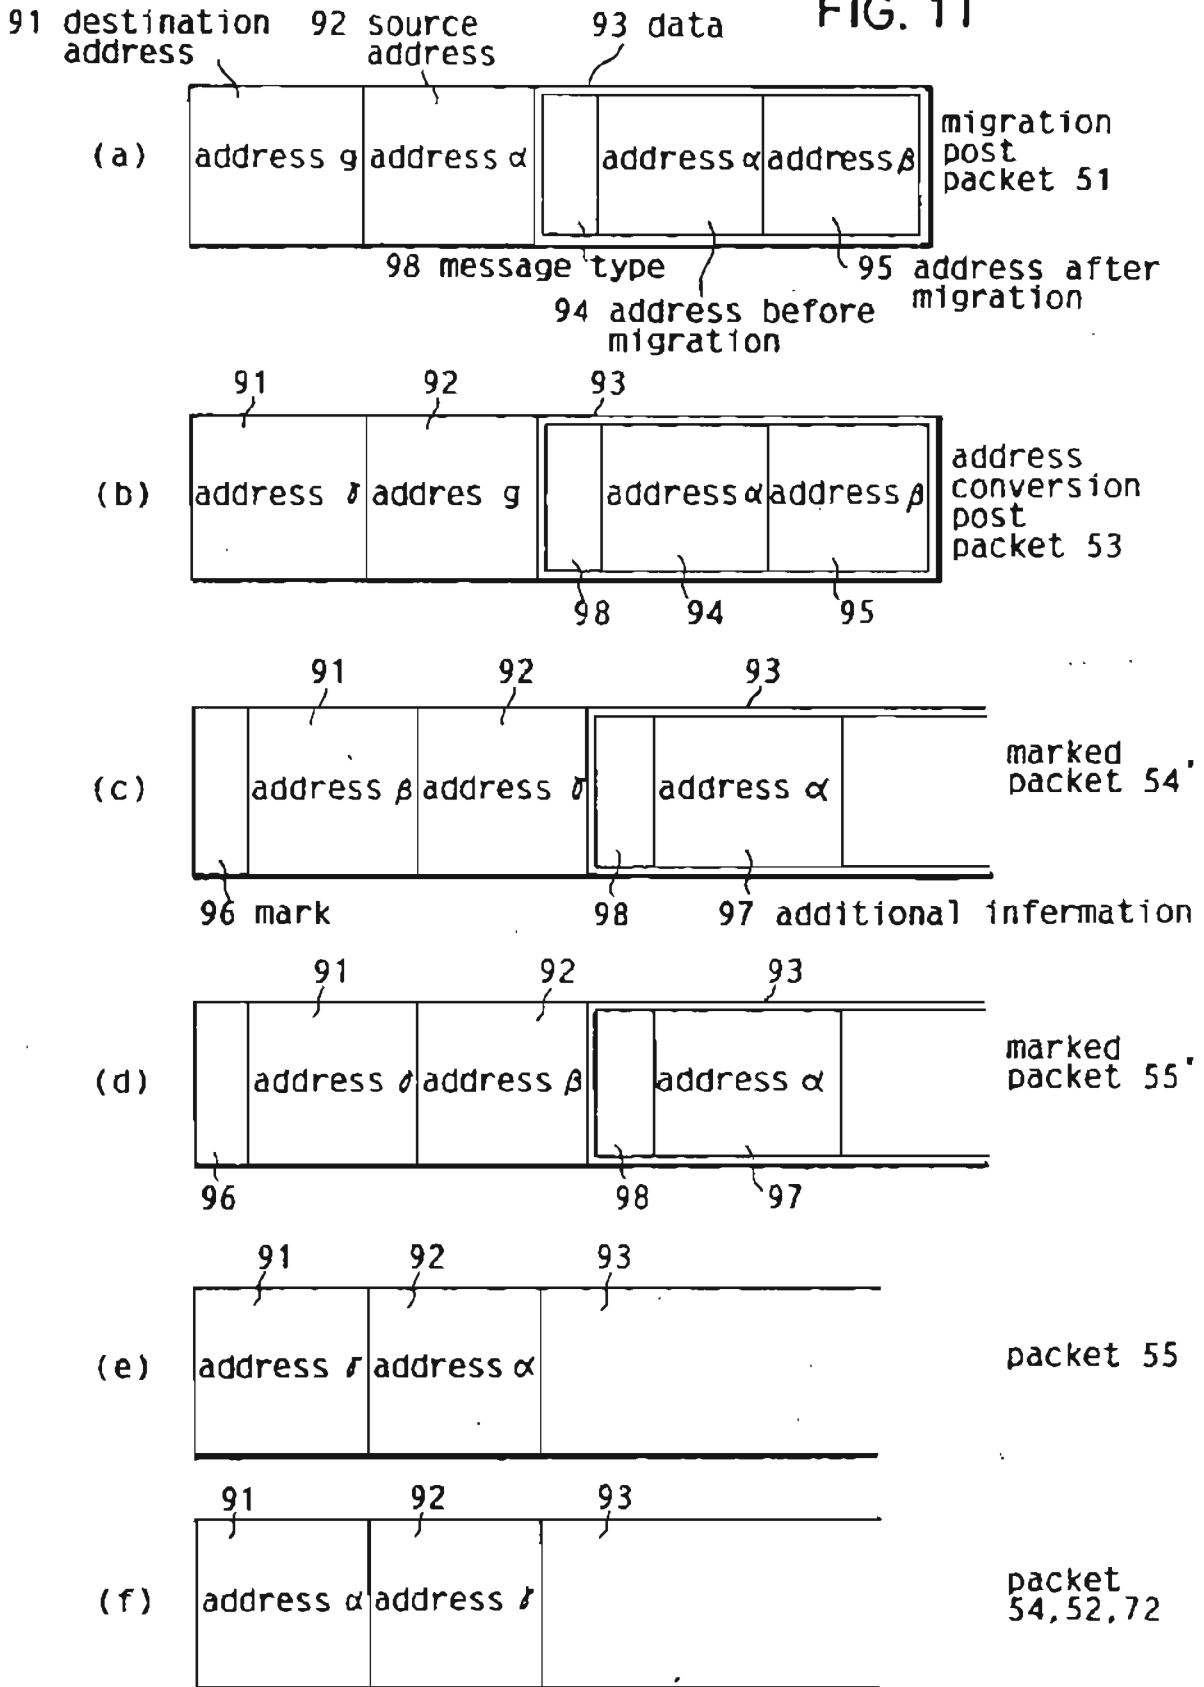 FIG. 11
91 destination address 92 source address 93 data
(a) address g address α address α address β migration post packet 51
98 message type 95 address after migration
94 address before migration
91 92 93
(b) address γ addres g address α address β address conversion post packet 53
98 94 95
91 92 93
(c) address β address γ address α marked packet 54'
96 mark 98 97 additional infermation
91 92 93
(d) address γ address β address α marked packet 55'
96 98 97
91 92 93
(e) address γ address α packet 55
91 92 93
(f) address α address γ packet 54,52,72